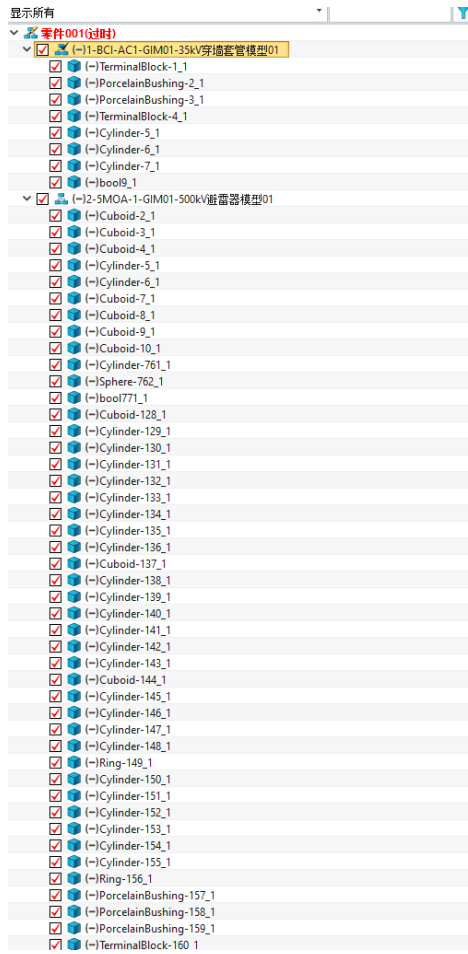 显示所有
零件001(过时)
(−)1-BCI-AC1-GIM01-35kV穿墙套管模型01
(−)TerminalBlock-1_1
(−)PorcelainBushing-2_1
(−)PorcelainBushing-3_1
(−)TerminalBlock-4_1
(−)Cylinder-5_1
(−)Cylinder-6_1
(−)Cylinder-7_1
(−)bool9_1
(−)2-5MOA-1-GIM01-500kV避雷器模型01
(−)Cuboid-2_1
(−)Cuboid-3_1
(−)Cuboid-4_1
(−)Cylinder-5_1
(−)Cylinder-6_1
(−)Cuboid-7_1
(−)Cuboid-8_1
(−)Cuboid-9_1
(−)Cuboid-10_1
(−)Cylinder-761_1
(−)Sphere-762_1
(−)bool771_1
(−)Cuboid-128_1
(−)Cylinder-129_1
(−)Cylinder-130_1
(−)Cylinder-131_1
(−)Cylinder-132_1
(−)Cylinder-133_1
(−)Cylinder-134_1
(−)Cylinder-135_1
(−)Cylinder-136_1
(−)Cuboid-137_1
(−)Cylinder-138_1
(−)Cylinder-139_1
(−)Cylinder-140_1
(−)Cylinder-141_1
(−)Cylinder-142_1
(−)Cylinder-143_1
(−)Cuboid-144_1
(−)Cylinder-145_1
(−)Cylinder-146_1
(−)Cylinder-147_1
(−)Cylinder-148_1
(−)Ring-149_1
(−)Cylinder-150_1
(−)Cylinder-151_1
(−)Cylinder-152_1
(−)Cylinder-153_1
(−)Cylinder-154_1
(−)Cylinder-155_1
(−)Ring-156_1
(−)PorcelainBushing-157_1
(−)PorcelainBushing-158_1
(−)PorcelainBushing-159_1
(−)TerminalBlock-160_1